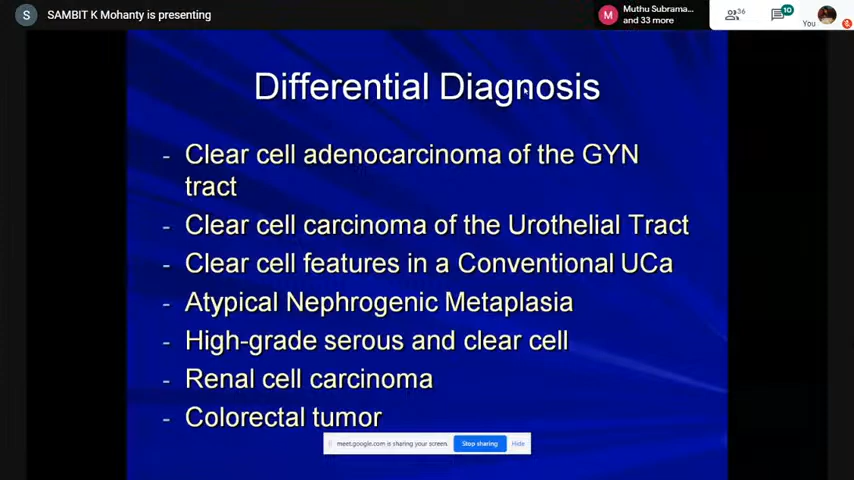 S SAMBIT K Mohanty is presenting
M Muthu Subrama...
and 33 more
36
10
You
Differential Diagnosis
- Clear cell adenocarcinoma of the GYN
tract
- Clear cell carcinoma of the Urothelial Tract
- Clear cell features in a Conventional UCa
- Atypical Nephrogenic Metaplasia
- High-grade serous and clear cell
- Renal cell carcinoma
- Colorectal tumor
meet.google.com is sharing your screen. Stop sharing Hide